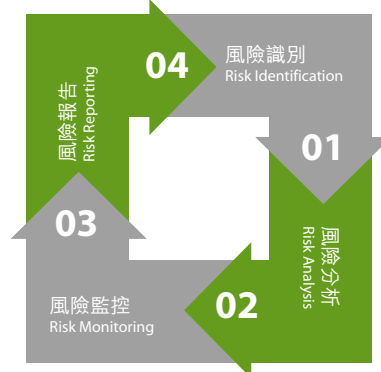 04
風險識別
Risk Identification
01
風險分析
Risk Analysis
02
風險監控
Risk Monitoring
03
風險報告
Risk Reporting